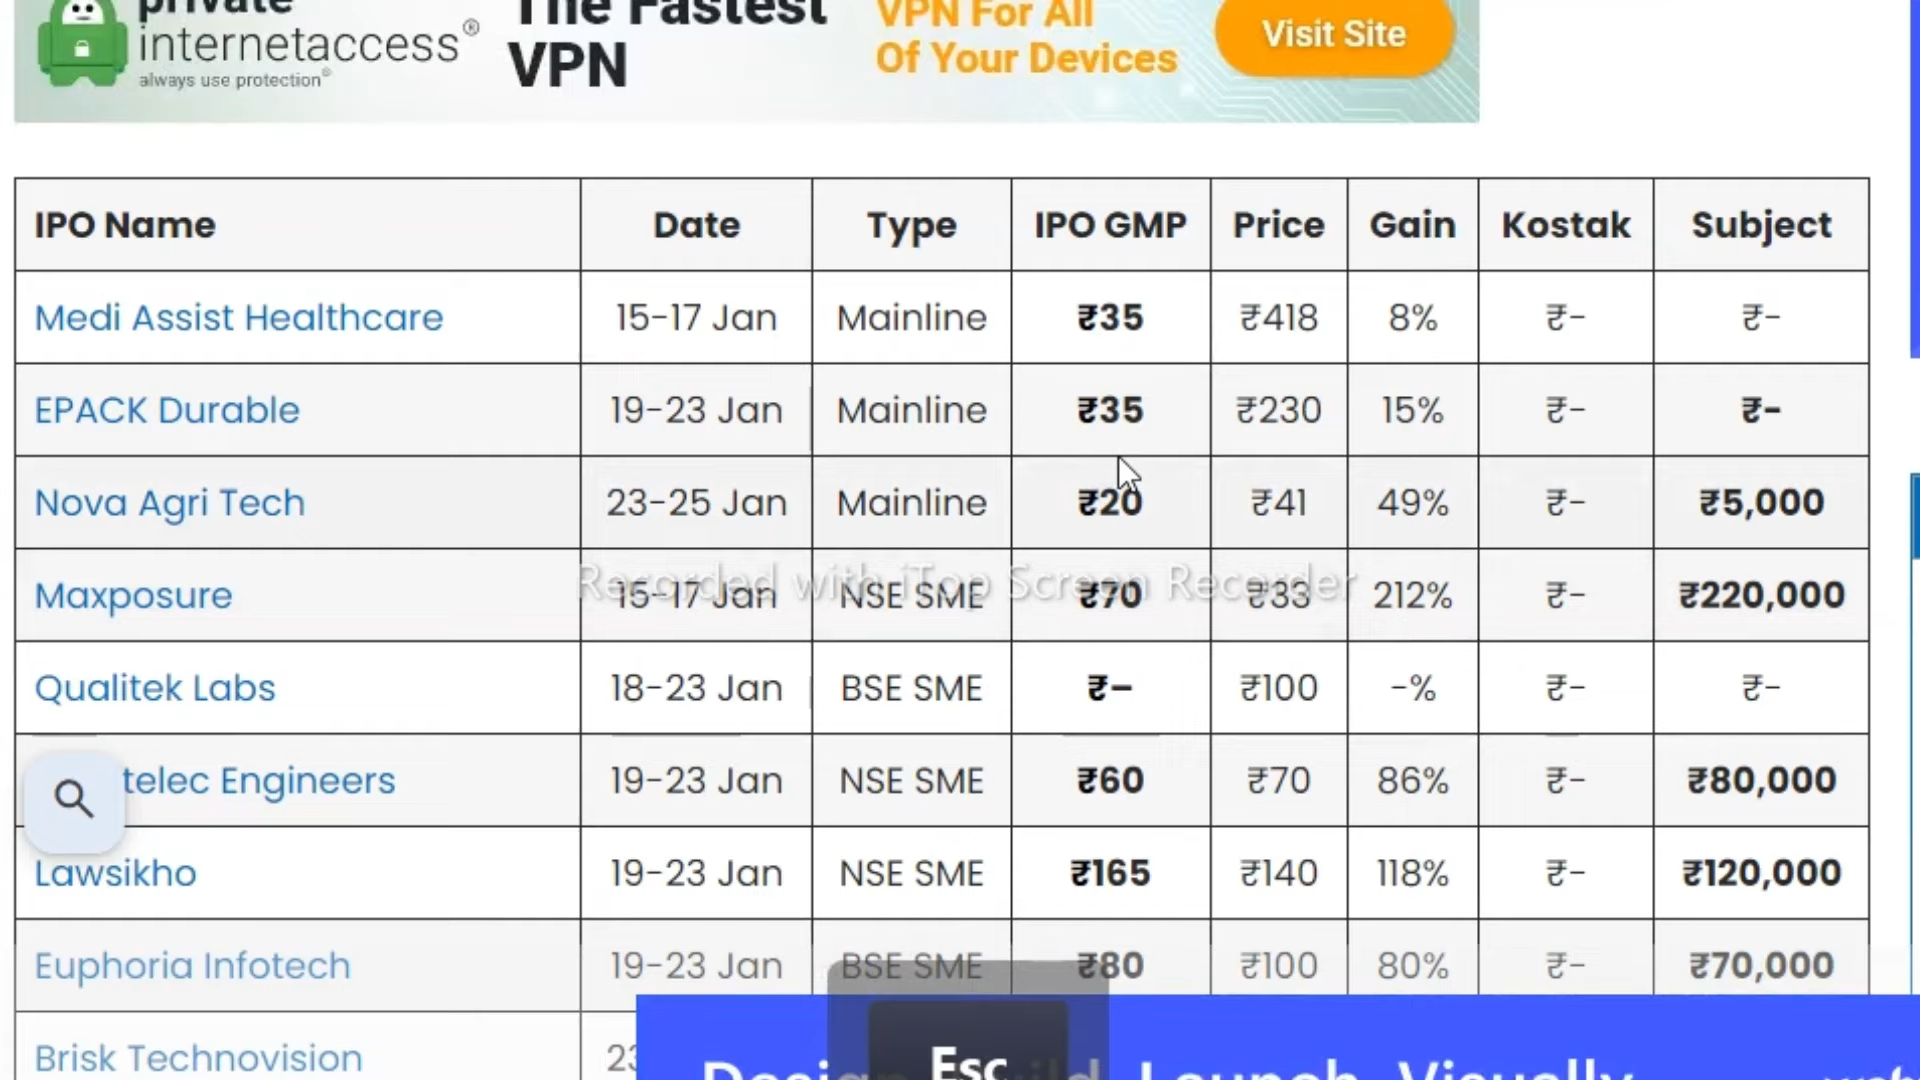 private
internetaccess®
always use protection®
The Fastest
VPN
VPN For All
Of Your Devices
Visit Site
IPO Name Date Type IPO GMP Price Gain Kostak Subject
Medi Assist Healthcare 15-17 Jan Mainline ₹35 ₹418 8% ₹- ₹-
EPACK Durable 19-23 Jan Mainline ₹35 ₹230 15% ₹- ₹-
Nova Agri Tech 23-25 Jan Mainline ₹20 ₹41 49% ₹- ₹5,000
Recorded with iTop Screen Recorder
Maxposure 15-17 Jan NSE SME ₹70 ₹33 212% ₹- ₹220,000
Qualitek Labs 18-23 Jan BSE SME ₹- ₹100 -% ₹- ₹-
telec Engineers 19-23 Jan NSE SME ₹60 ₹70 86% ₹- ₹80,000
Lawsikho 19-23 Jan NSE SME ₹165 ₹140 118% ₹- ₹120,000
Euphoria Infotech 19-23 Jan BSE SME ₹80 ₹100 80% ₹- ₹70,000
Brisk Technovision 23
Esc
Launch Visually